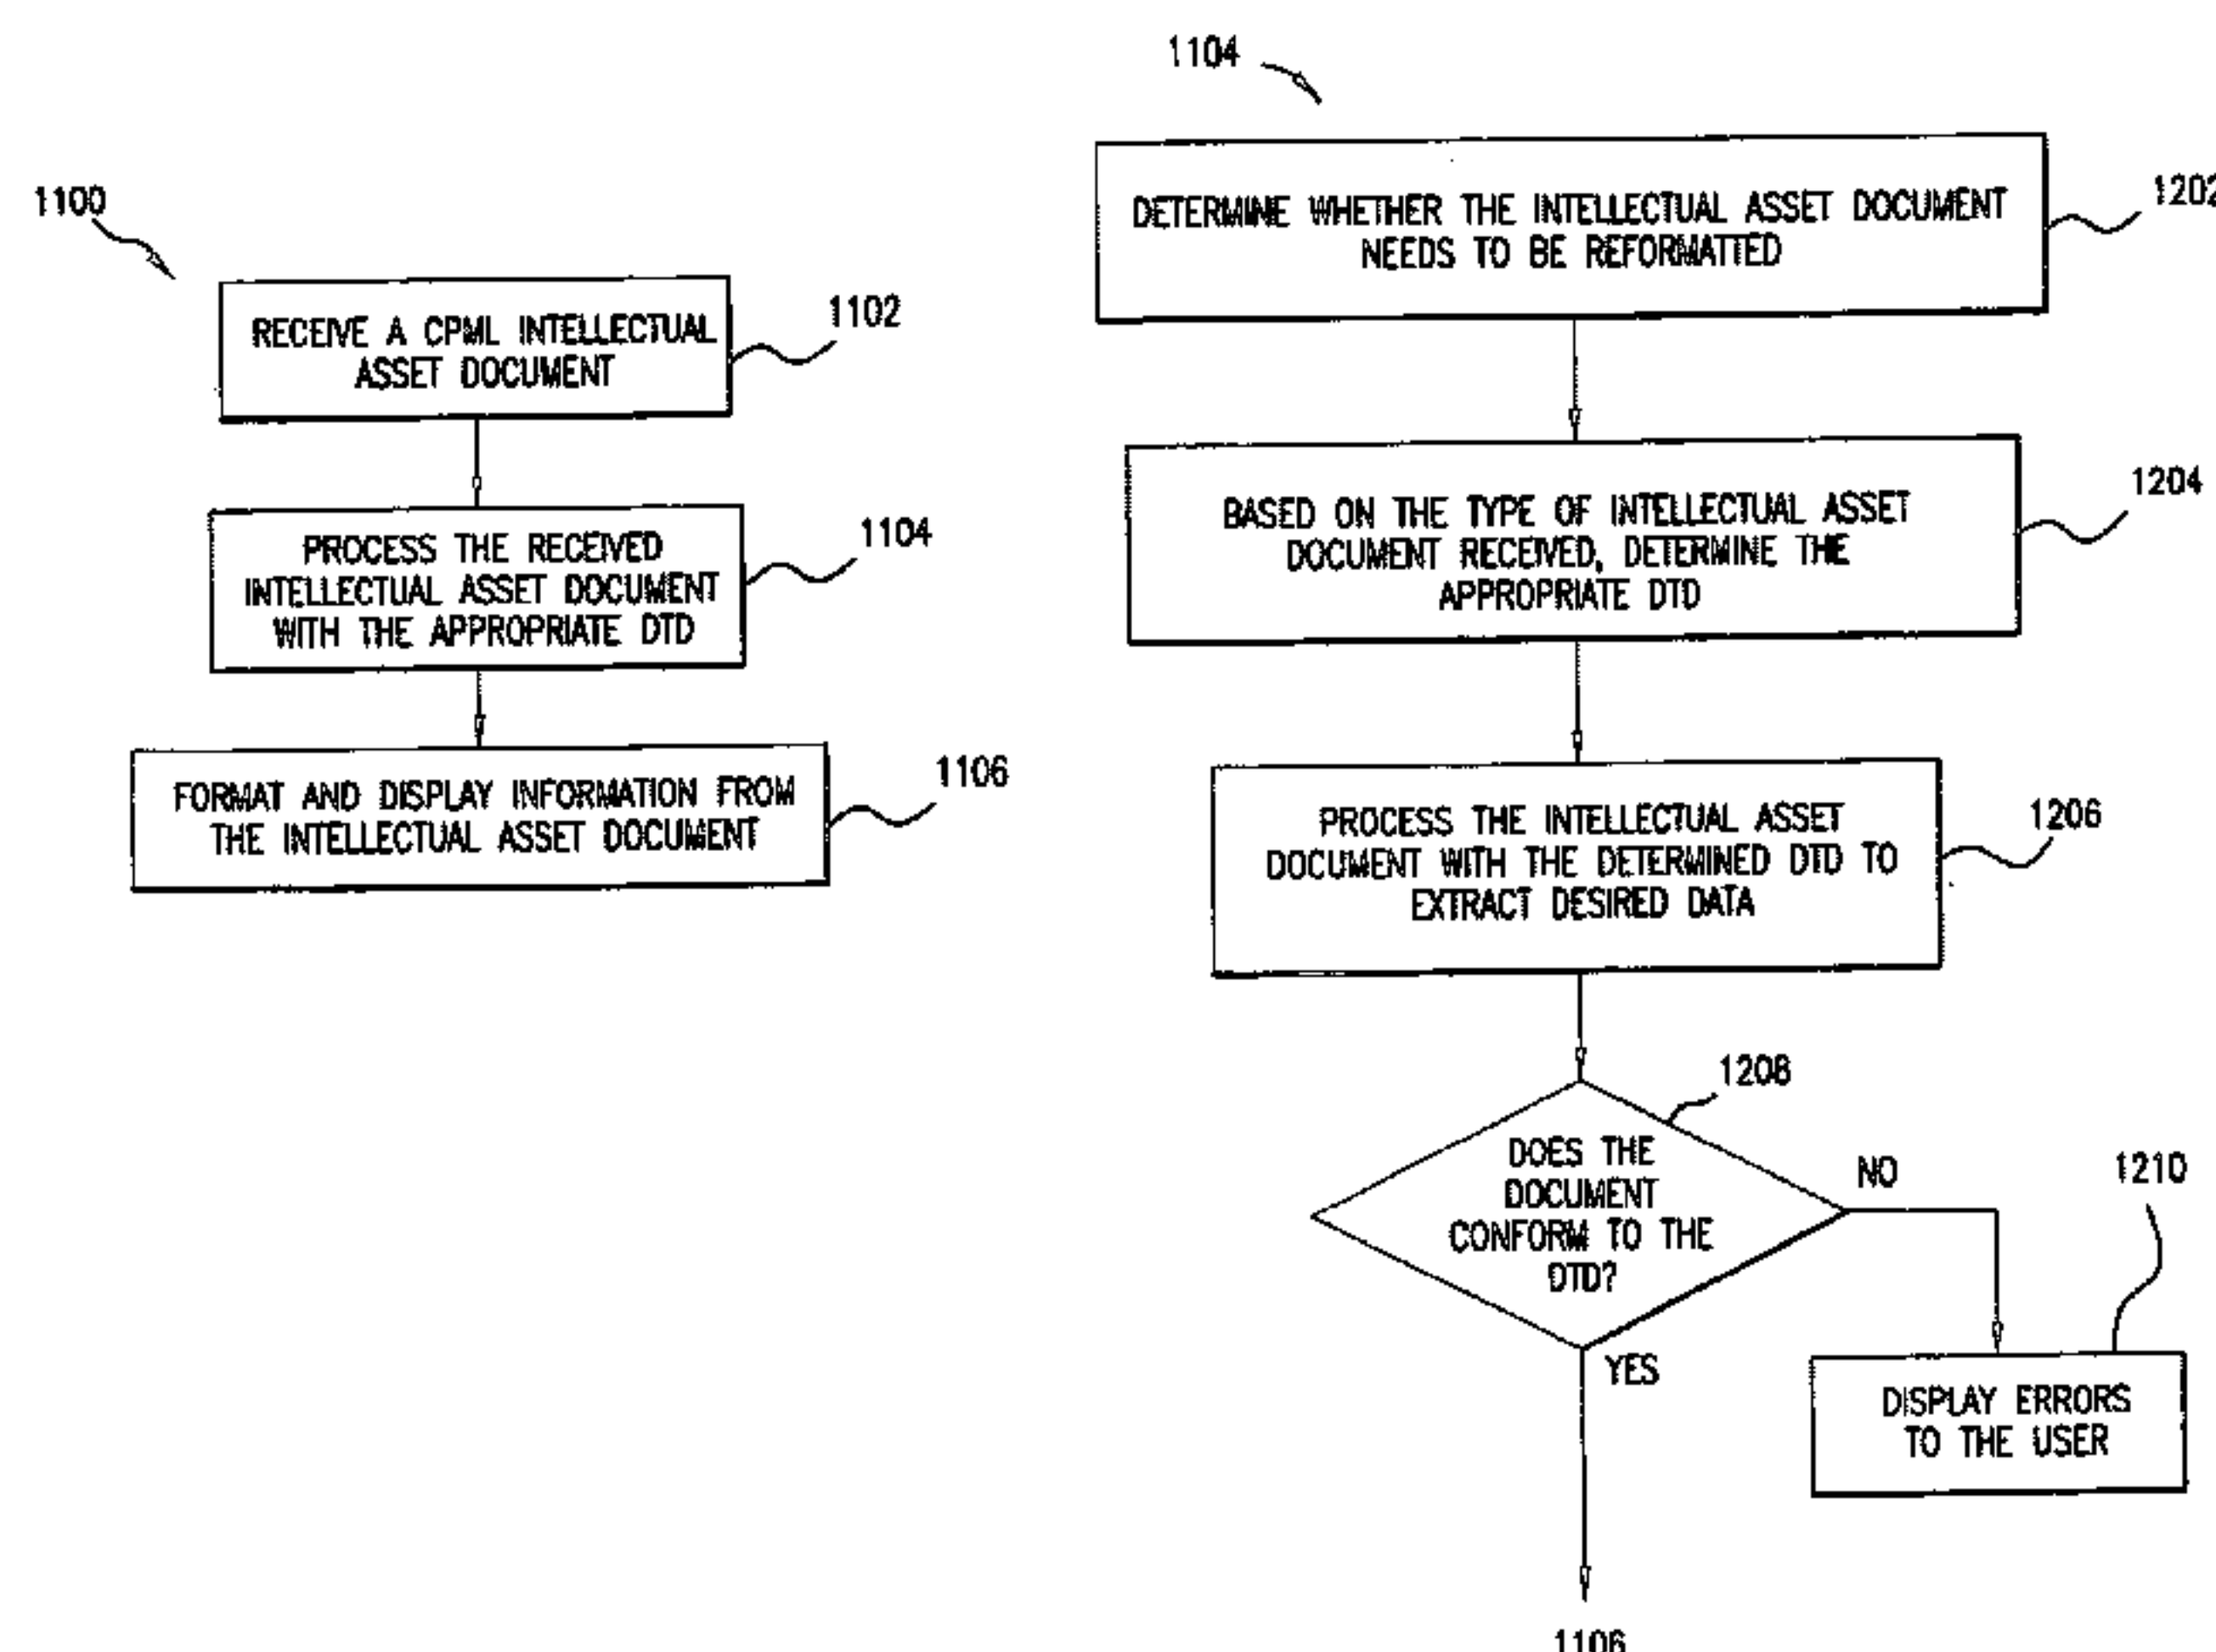 1100
RECEIVE A CPML INTELLECTUAL
ASSET DOCUMENT
1102
PROCESS THE RECEIVED
INTELLECTUAL ASSET DOCUMENT
WITH THE APPROPRIATE DTD
1104
FORMAT AND DISPLAY INFORMATION FROM
THE INTELLECTUAL ASSET DOCUMENT
1106
1104
DETERMINE WHETHER THE INTELLECTUAL ASSET DOCUMENT
NEEDS TO BE REFORMATTED
1202
BASED ON THE TYPE OF INTELLECTUAL ASSET
DOCUMENT RECEIVED, DETERMINE THE
APPROPRIATE DTD
1204
PROCESS THE INTELLECTUAL ASSET
DOCUMENT WITH THE DETERMINED DTD TO
EXTRACT DESIRED DATA
1206
1208
DOES THE
DOCUMENT
CONFORM TO THE
DTD?
NO
1210
YES
DISPLAY ERRORS
TO THE USER
1106